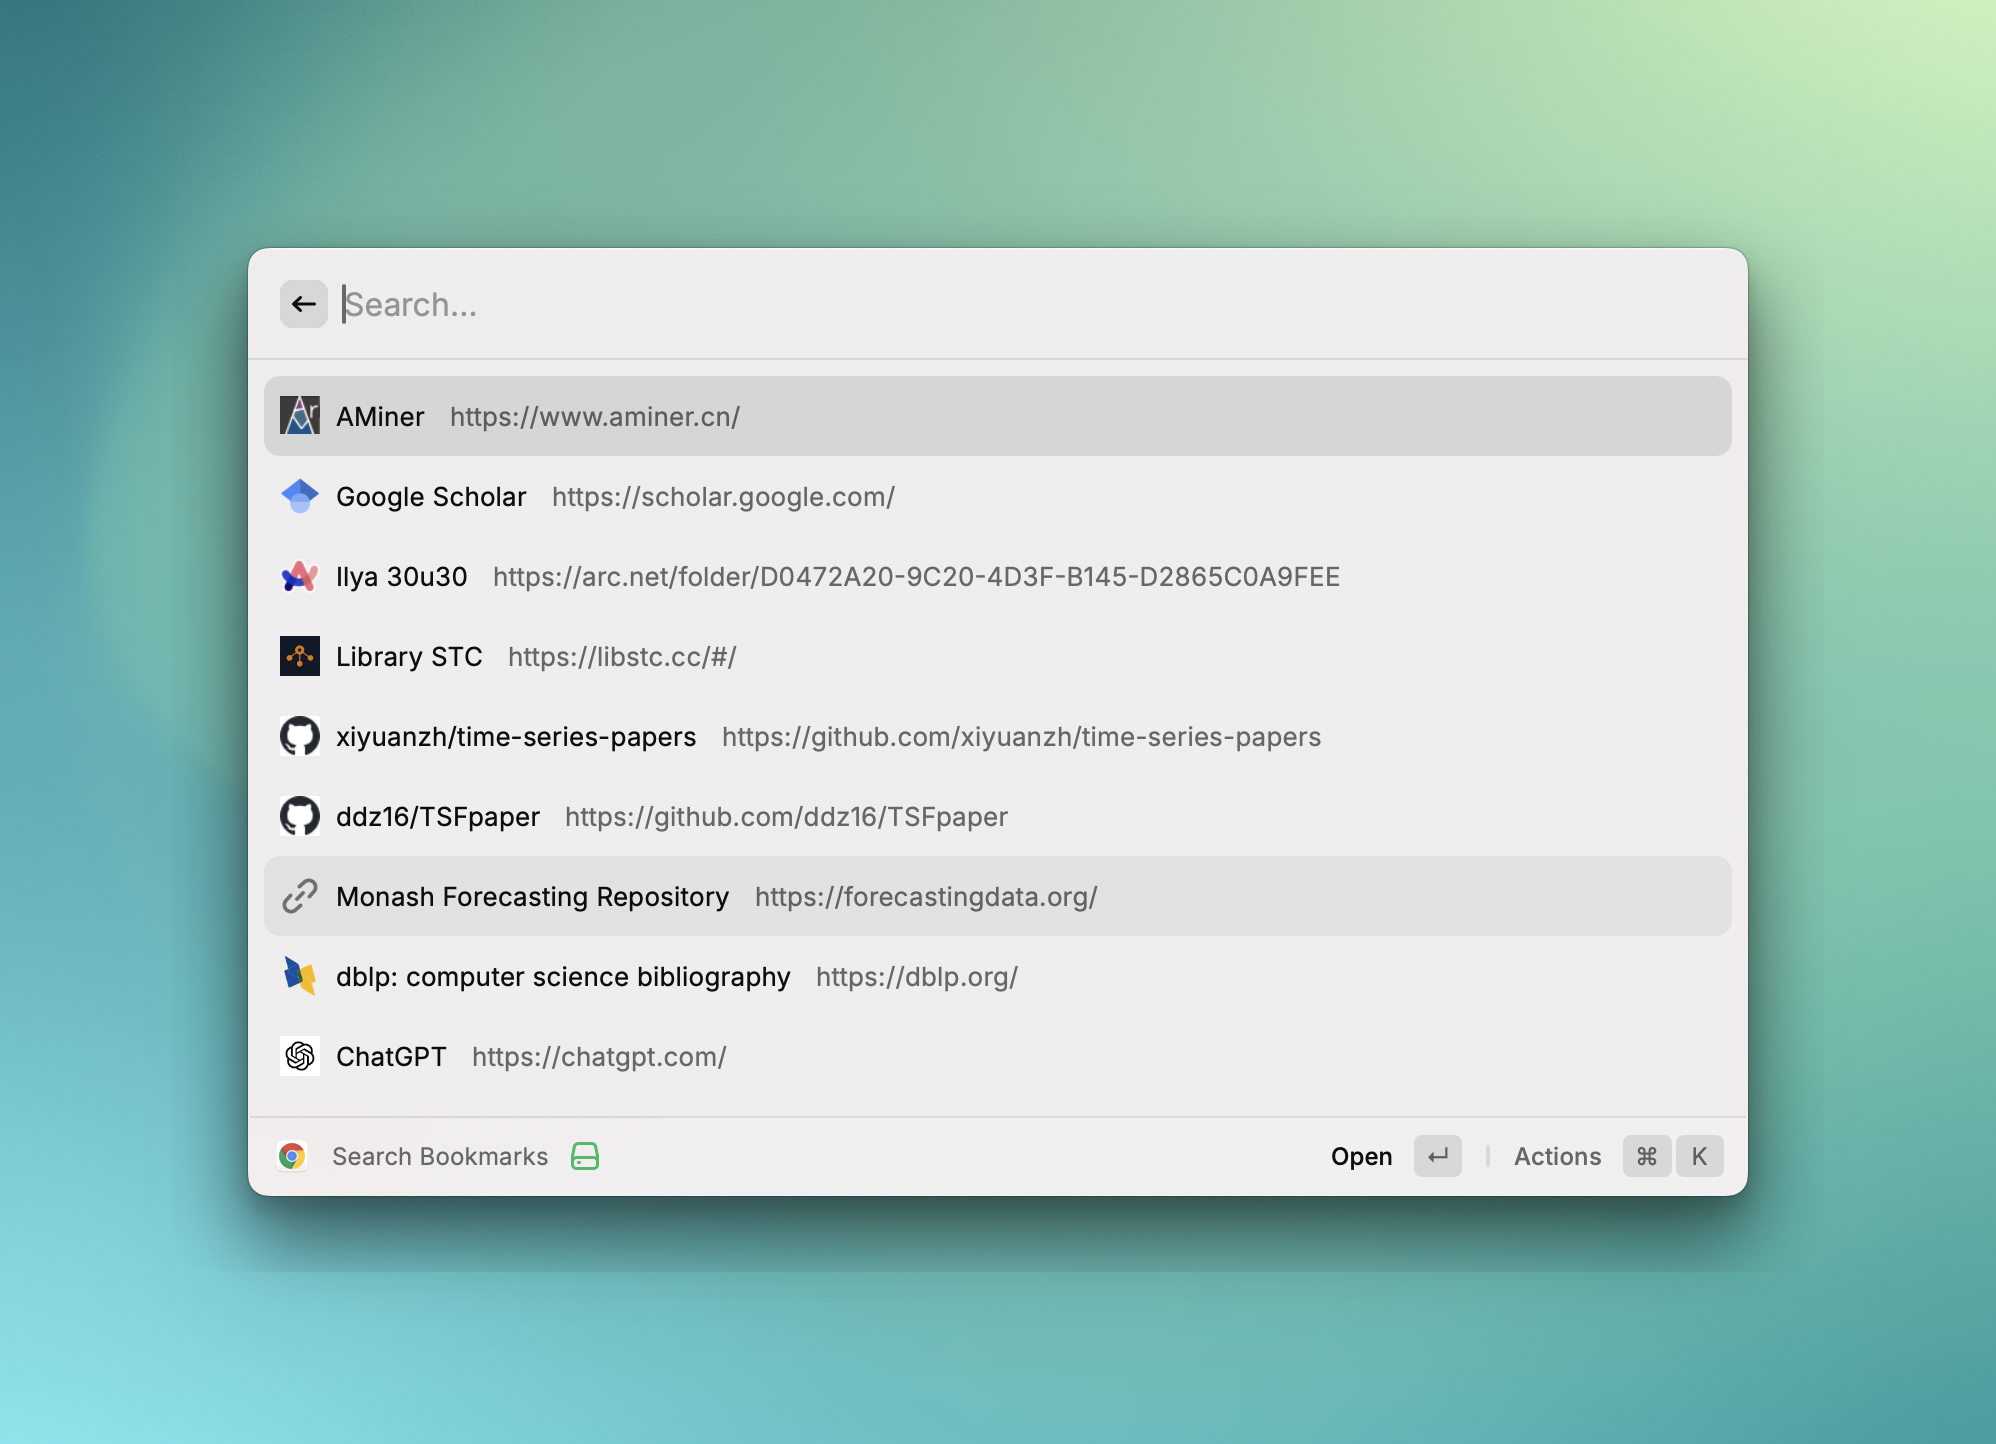 Search...
AMiner https://www.aminer.cn/
Google Scholar https://scholar.google.com/
Ilya 30u30 https://arc.net/folder/D0472A20-9C20-4D3F-B145-D2865C0A9FEE
Library STC https://libstc.cc/#/
xiyuanzh/time-series-papers https://github.com/xiyuanzh/time-series-papers
ddz16/TSFpaper https://github.com/ddz16/TSFpaper
Monash Forecasting Repository https://forecastingdata.org/
dblp: computer science bibliography https://dblp.org/
ChatGPT https://chatgpt.com/
Search Bookmarks Open ↵ Actions ⌘ K